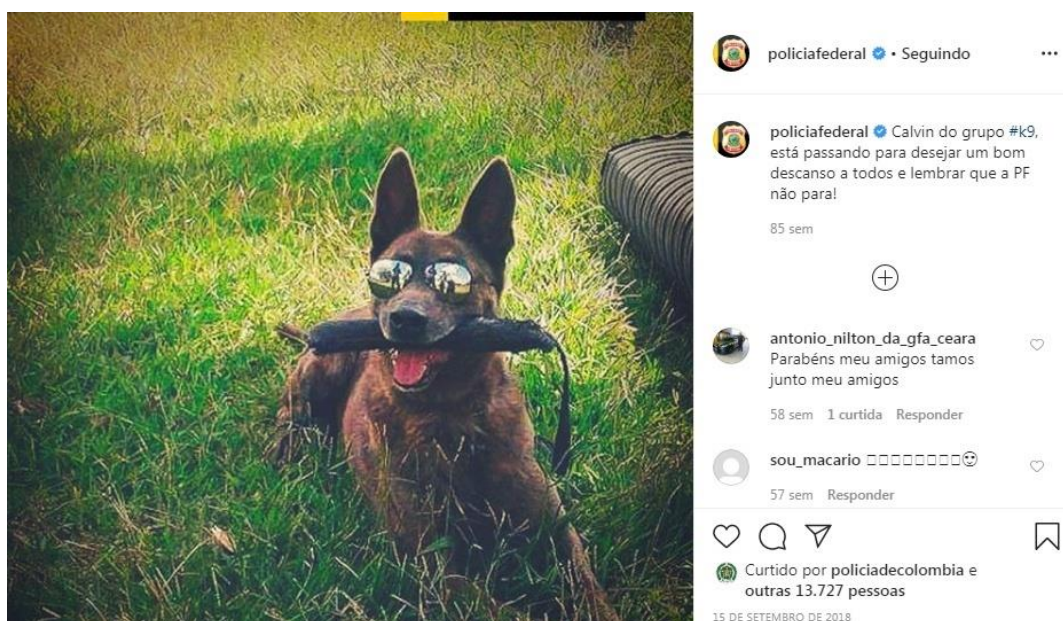 policiafederal • Seguindo
policiafederal Calvin do grupo #k9,
está passando para desejar um bom
descanso a todos e lembrar que a PF
não para!
85 sem
antonio_nilton_da_gfa_ceara
Parabéns meu amigos tamos
junto meu amigos
58 sem 1 curtida Responder
sou_macario □□□□□□□□🙂
57 sem Responder
Curtido por policiadecolombia e
outras 13.727 pessoas
15 DE SETEMBRO DE 2018